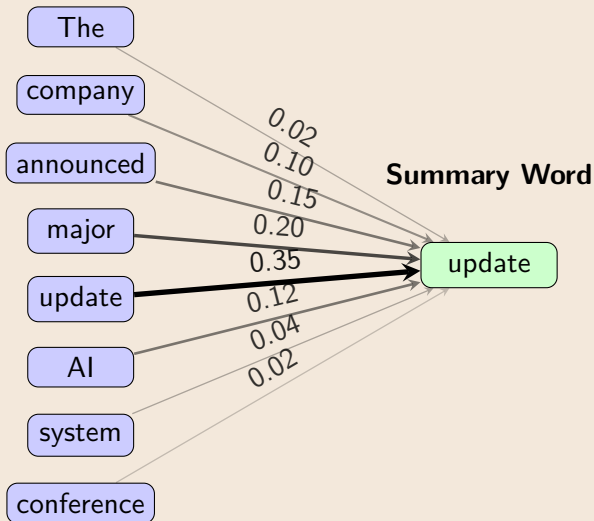 The
company
announced
major
update
AI
system
conference
0.02
0.10
0.15
0.20
0.35
0.12
0.04
0.02
Summary Word
update